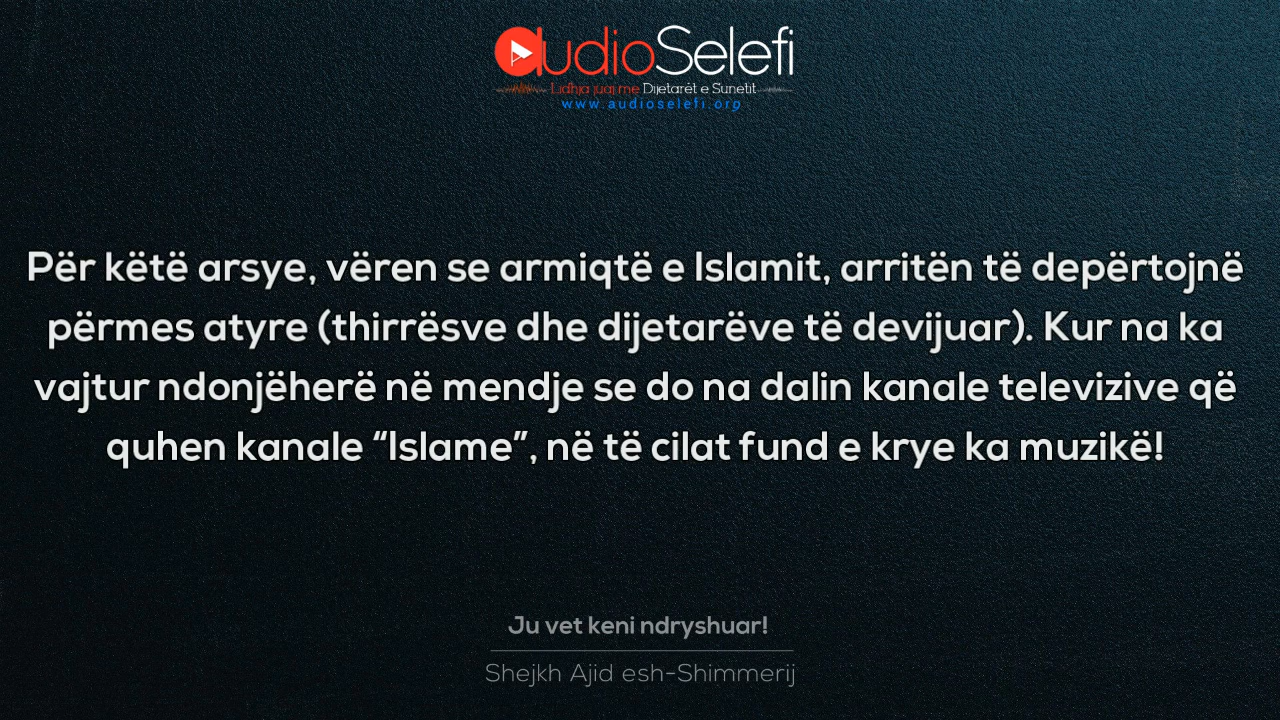 audioSelefi
Lidhja juaj me Dijetarët e Sunetit
www.audioselefi.org
Për këtë arsye, vëren se armiqtë e Islamit, arritën të depërtojnë
përmes atyre (thirrësve dhe dijetarëve të devijuar). Kur na ka
vajtur ndonjëherë në mendje se do na dalin kanale televizive që
quhen kanale “Islame”, në të cilat fund e krye ka muzikë!
Ju vet keni ndryshuar!
Shejkh Ajid esh-Shimmerij